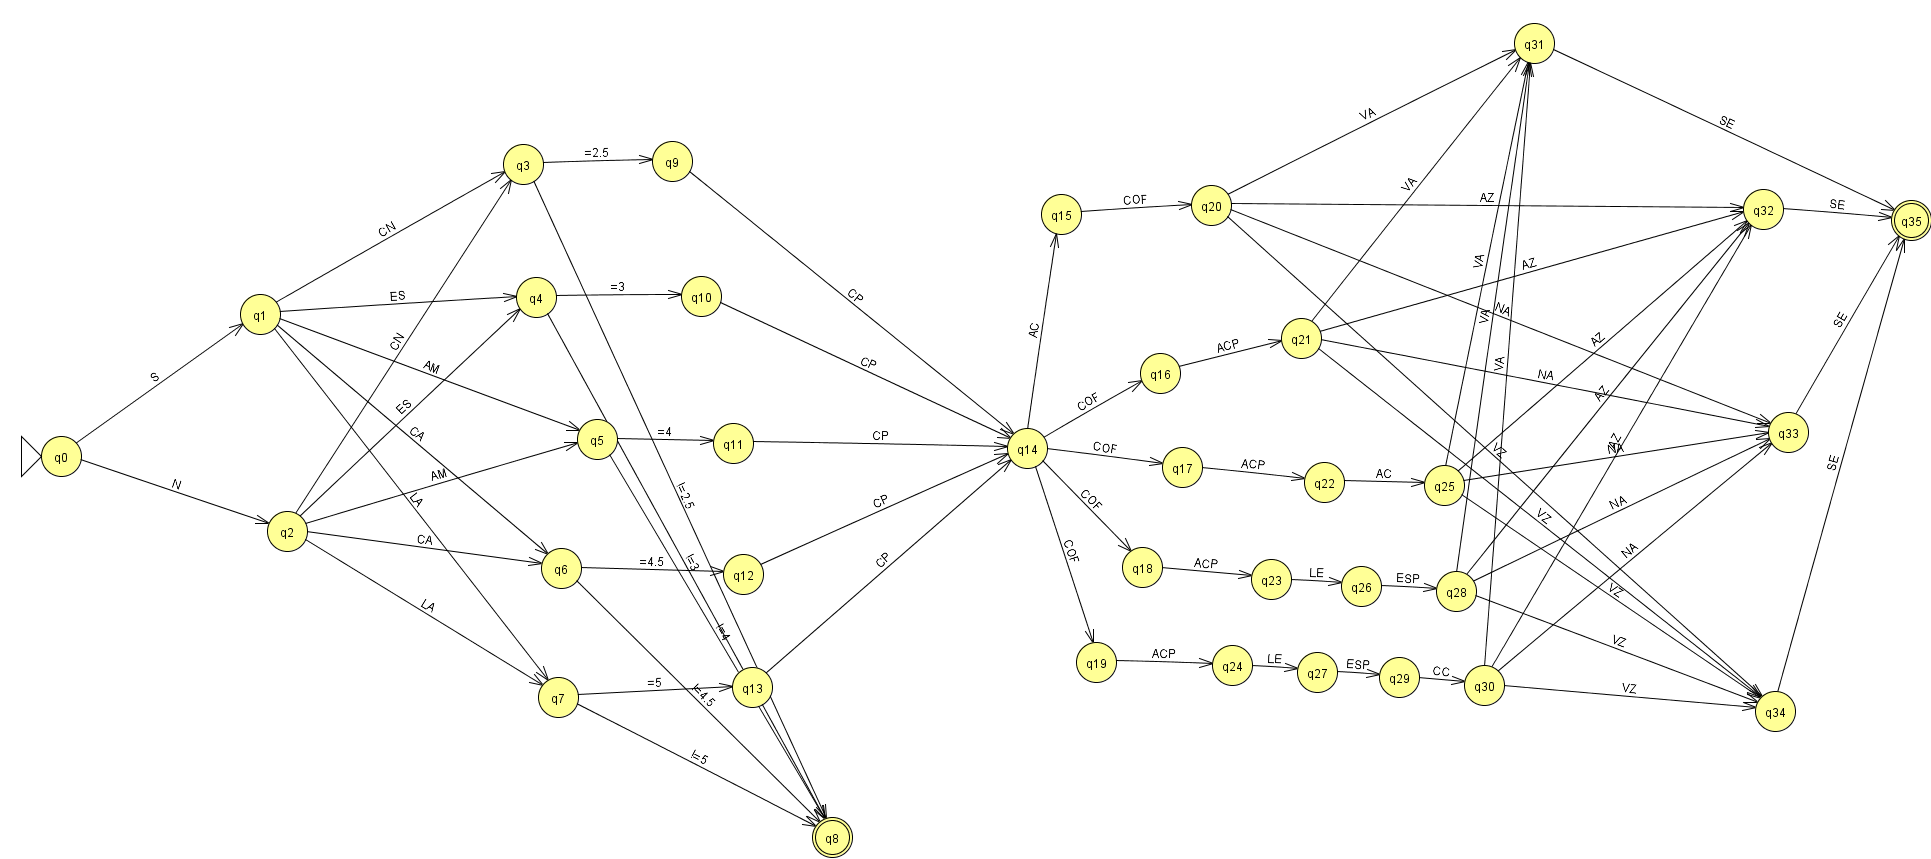 q31
VA
SE
q3
=2.5
q9
q15
COF
q20
AZ
q32
SE
q35
CN
VA
ES
q4
=3
q10
q1
CP
VA
AZ
NA
VA
SE
AC
q21
ACP
q16
AZ
VA
CN
AM
S
ES
CP
COF
NA
AZ
CA
q5
=4
q11
CP
q14
COF
q17
ACP
q22
AC
q25
VZ
AZ
NA
q33
q0
AM
N
LA
!=2.5
CP
COF
VZ
NA
SE
q2
CA
q6
=4.5
q12
!=3
CP
COF
q18
ACP
q23
LE
q26
ESP
q28
NA
VZ
LA
!=4
q19
ACP
q24
LE
q27
ESP
q29
CC
q30
VZ
VZ
q34
q7
=5
q13
!=4.5
!=5
q8